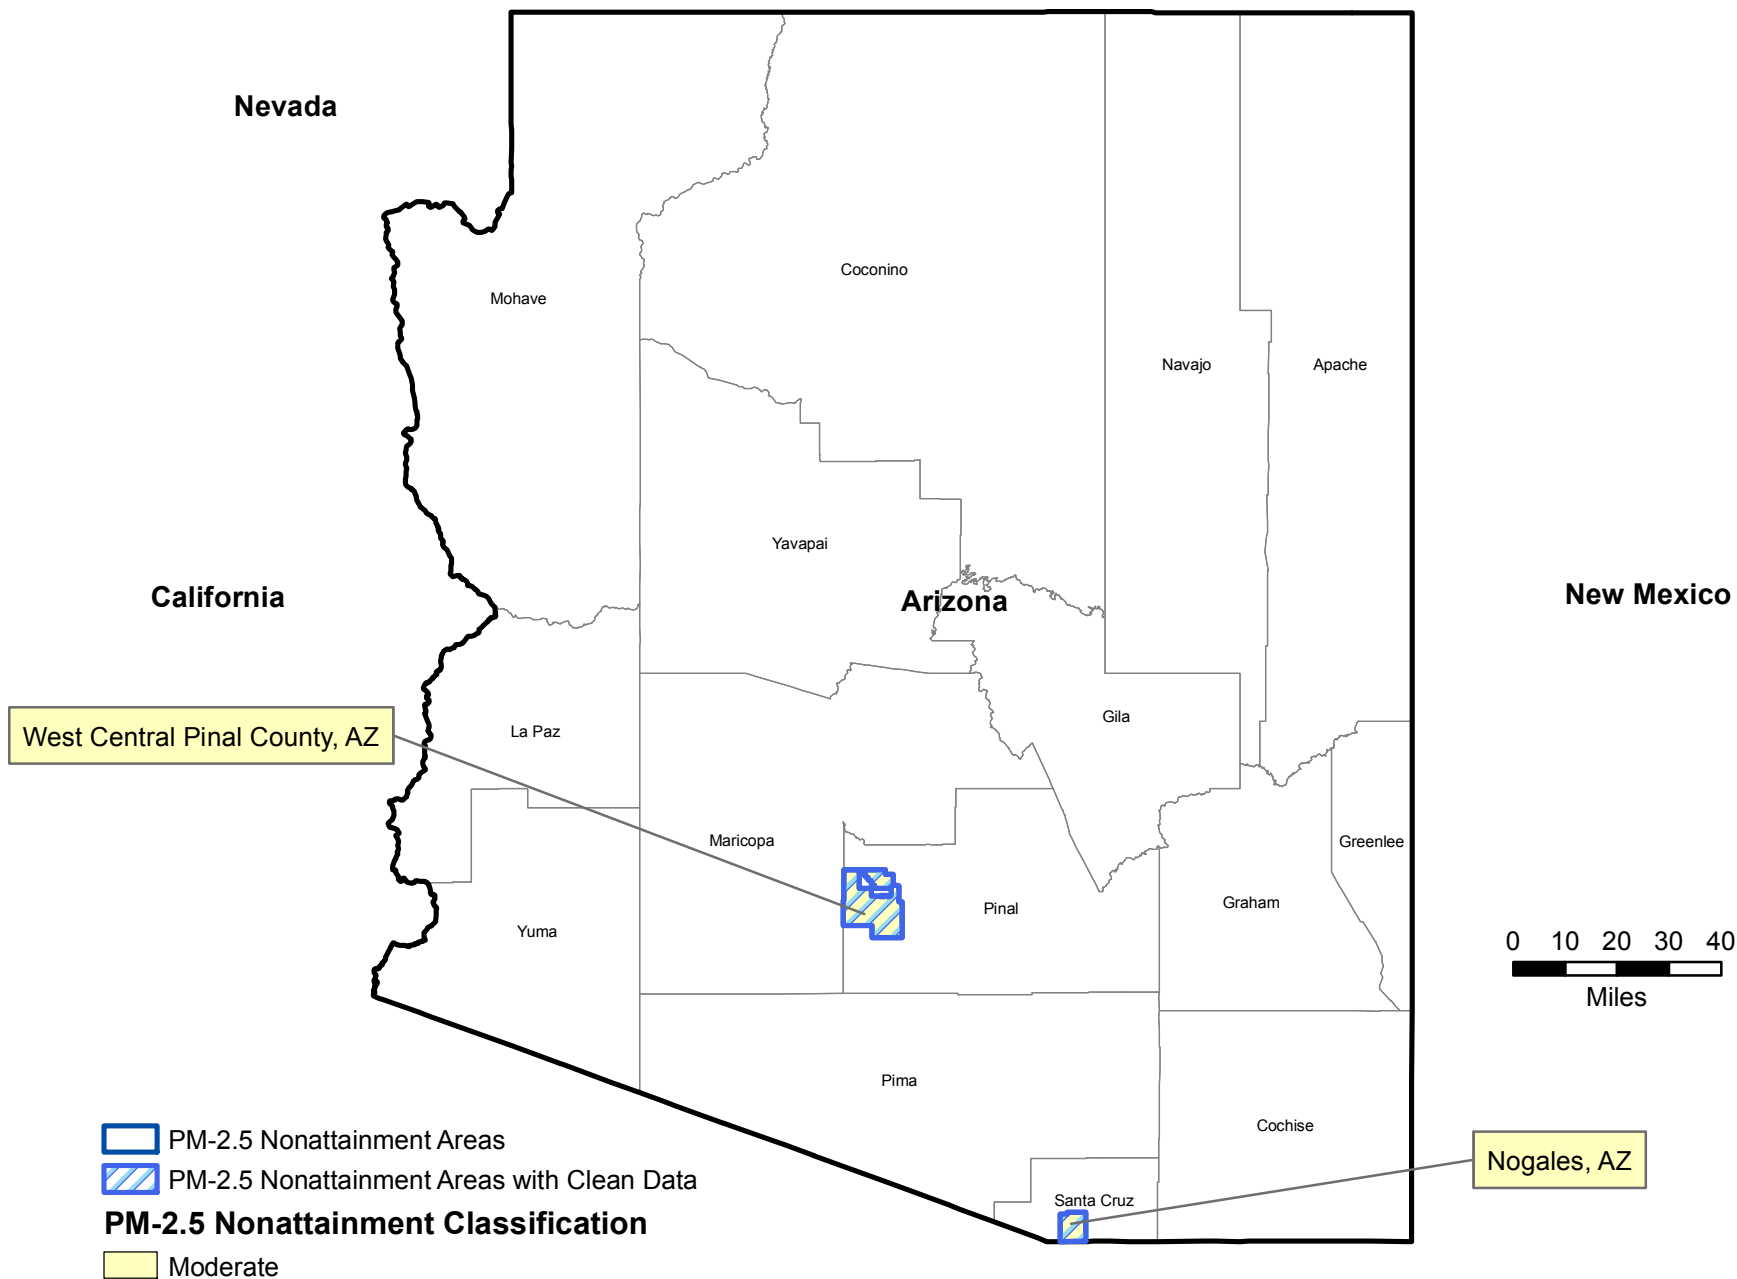 Nevada
Coconino
Mohave
Navajo
Apache
Yavapai
California
Arizona
New Mexico
Gila
La Paz
West Central Pinal County, AZ
Maricopa
Greenlee
Graham
Pinal
Yuma
0 10 20 30 40
Miles
Pima
Cochise
PM-2.5 Nonattainment Areas
Nogales, AZ
PM-2.5 Nonattainment Areas with Clean Data
Santa Cruz
PM-2.5 Nonattainment Classification
Moderate